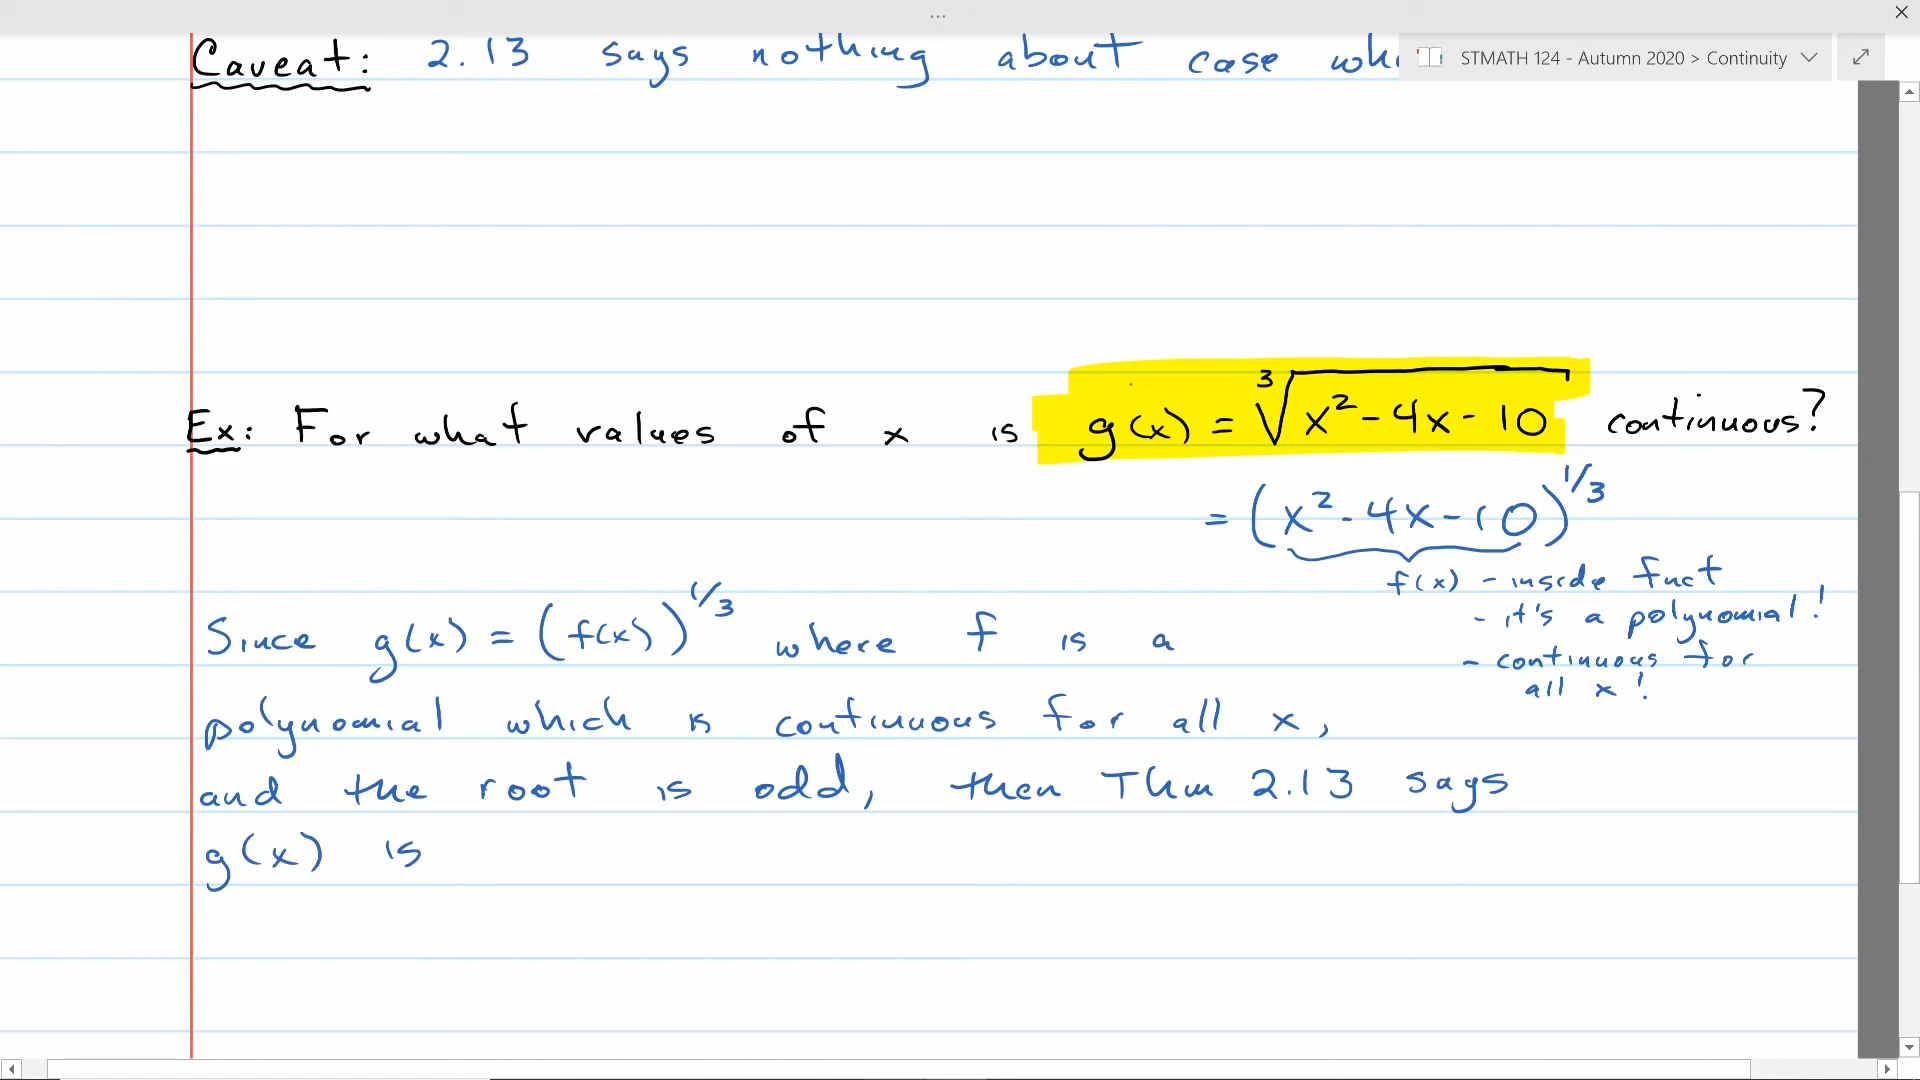 Caveat: 2.13 says nothing about case
STMATH 124 - Autumn 2020 > Continuity
Ex: For what values of x is g(x) = ∛(x² - 4x - 10) continuous?
= (x² - 4x - 10)^1/3
f(x) - inside funct
- it's a polynomial!
- continuous for
all x!
Since g(x) = (f(x))^1/3 where f is a
polynomial which is continuous for all x,
and the root is odd, then Thm 2.13 says
g(x) is